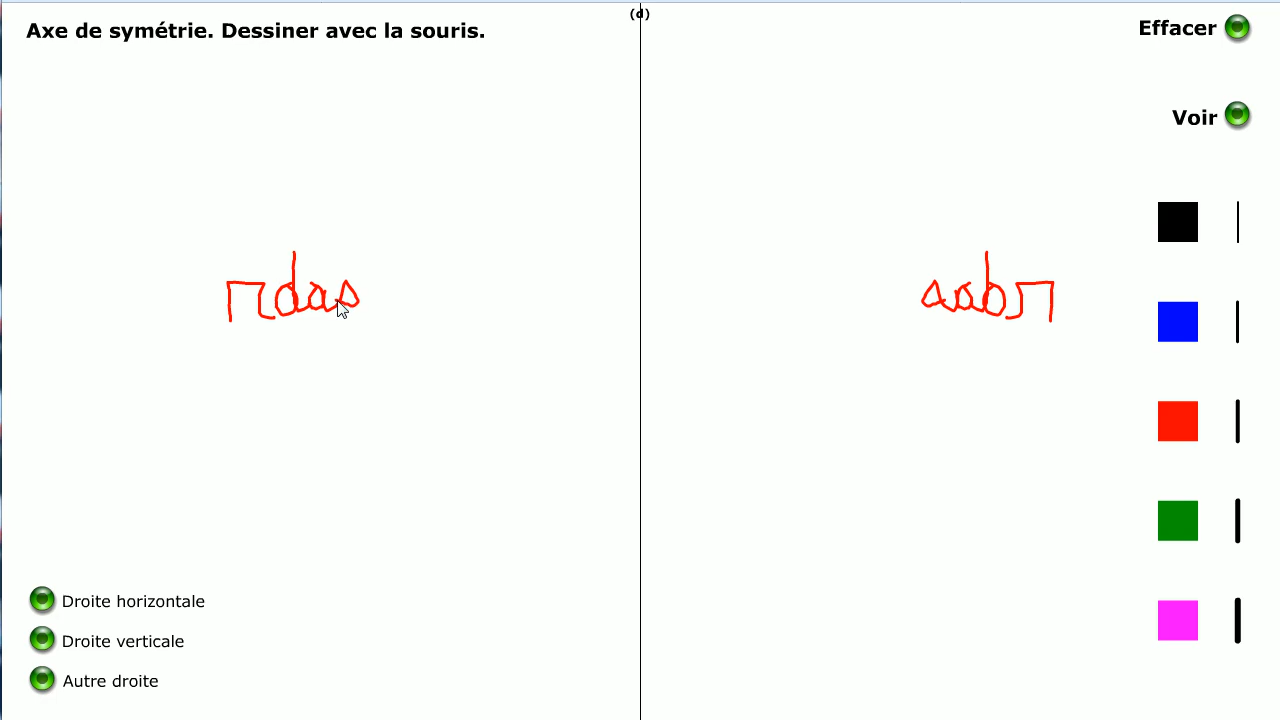 (d)
Axe de symétrie. Dessiner avec la souris.
Effacer
Voir
Droite horizontale
Droite verticale
Autre droite